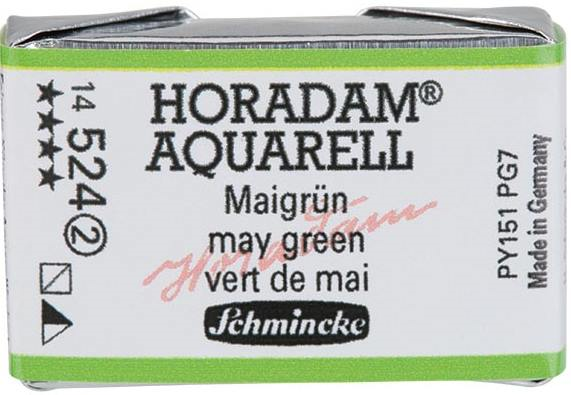 HORADAM®
AQUARELL
Maigrün
may green
vert de mai
Schmincke
Horadam
★★★★
14 524 ②
PY151 PG7
Made in Germany